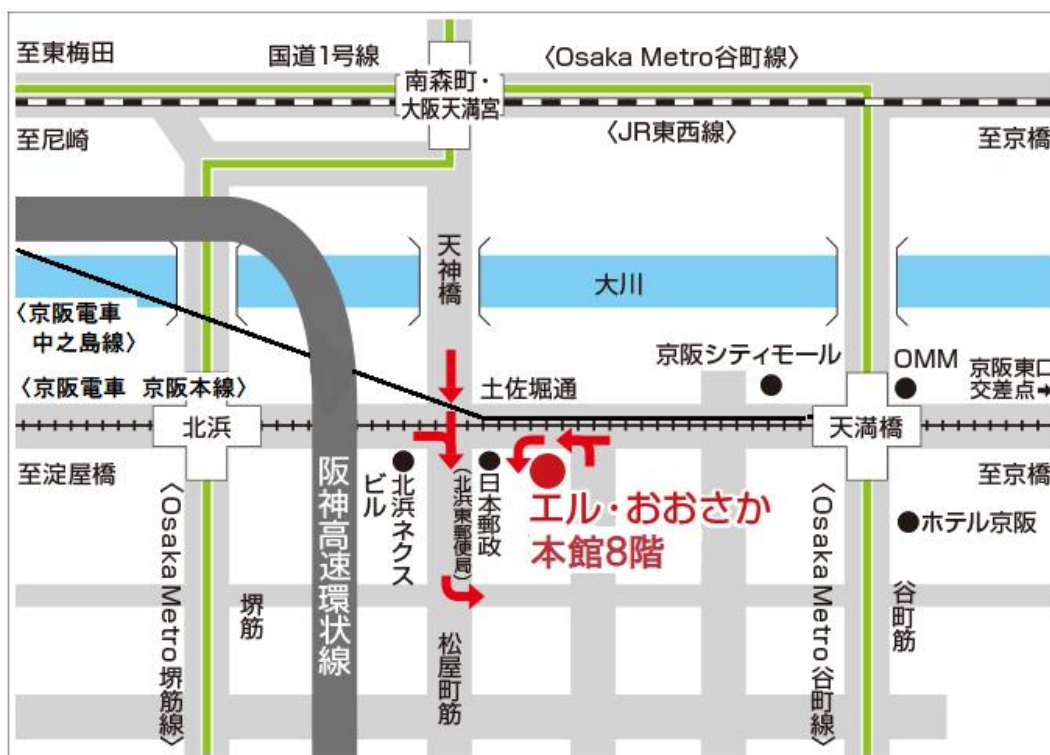 至東梅田
国道1号線
南森町・
大阪天満宮
〈Osaka Metro谷町線〉
至尼崎
〈JR東西線〉
至京橋
天神橋
大川
〈京阪電車
中之島線〉
京阪シティモール
OMM
京阪東口
交差点➡
〈京阪電車 京阪本線〉
土佐堀通
北浜
天満橋
至淀屋橋
至京橋
阪神高速環状線
北浜ネクス
ビル
日本郵政
(北浜東郵便局)
エル・おおさか
本館8階
ホテル京阪
〈Osaka Metro堺筋線〉
堺筋
松屋町筋
〈Osaka Metro谷町線〉
谷町筋